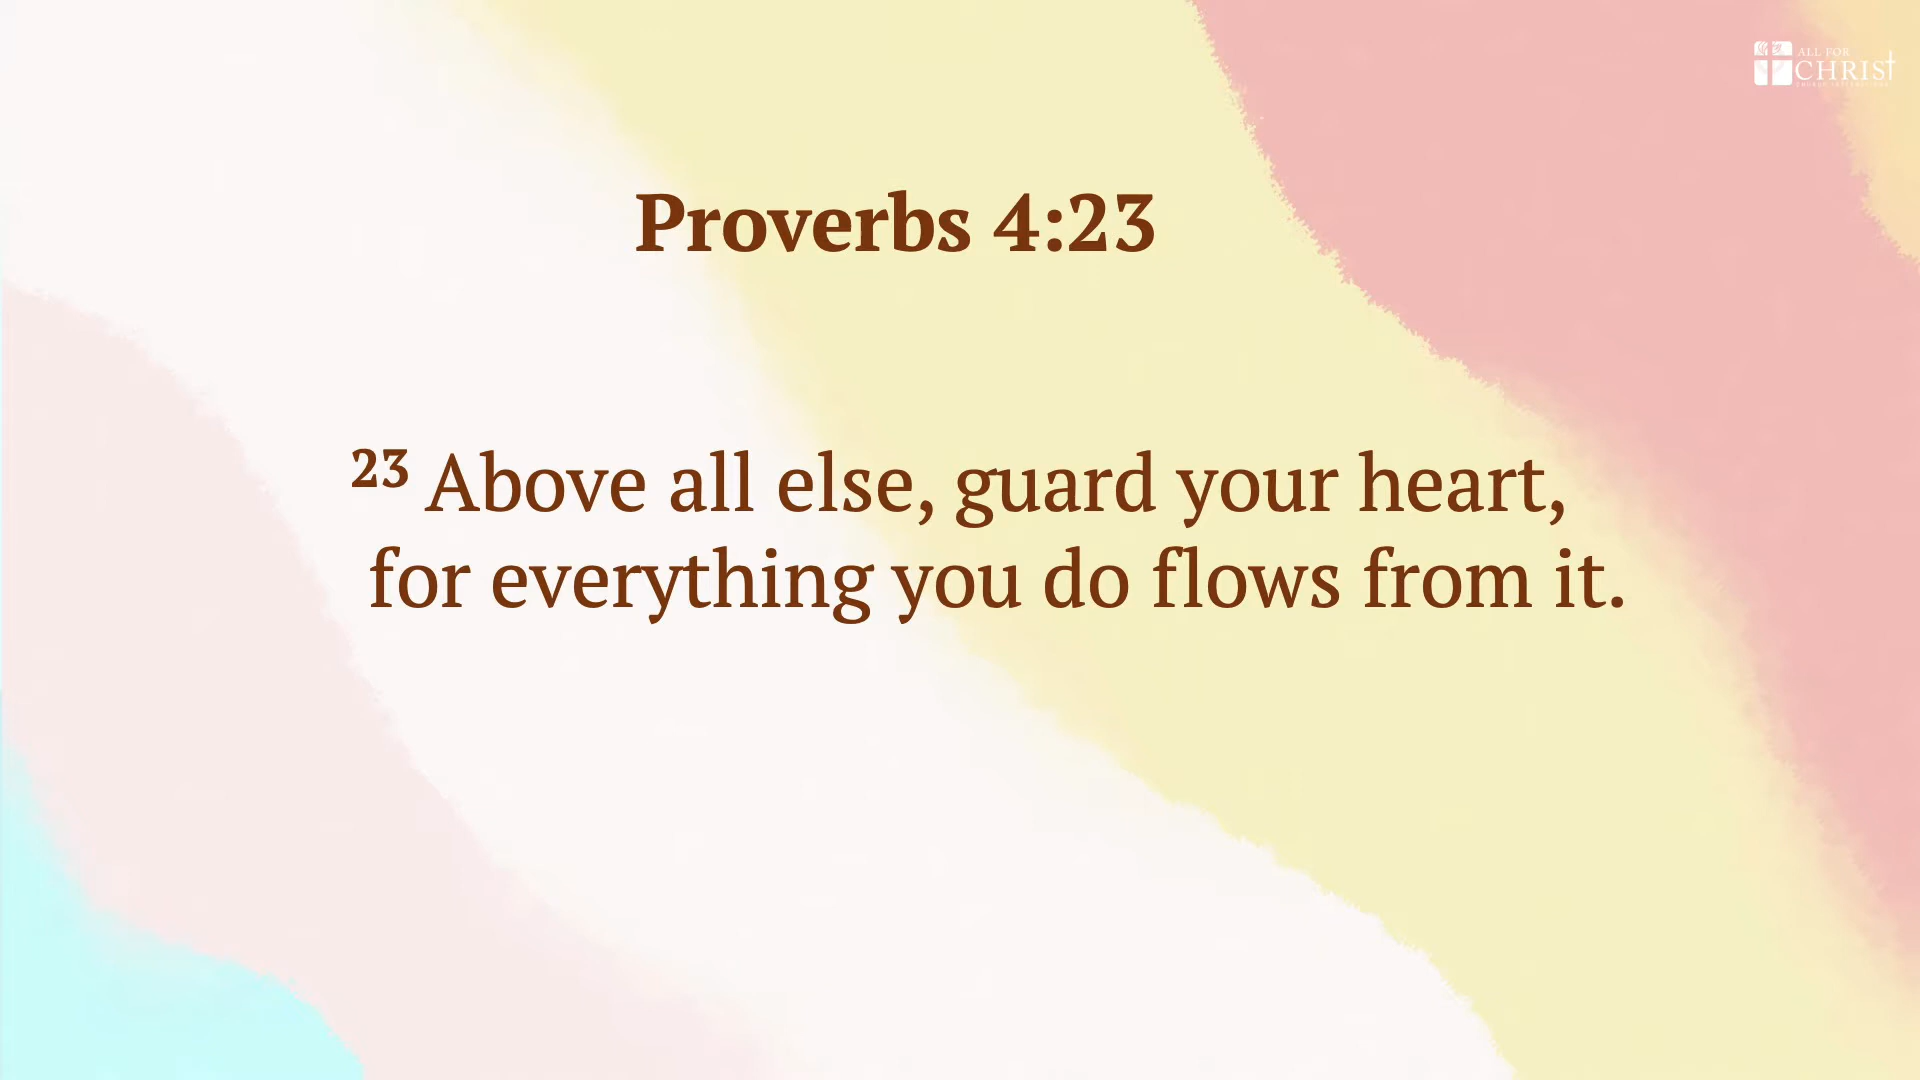 ALL FOR
CHRIST
Proverbs 4:23
23 Above all else, guard your heart,
for everything you do flows from it.